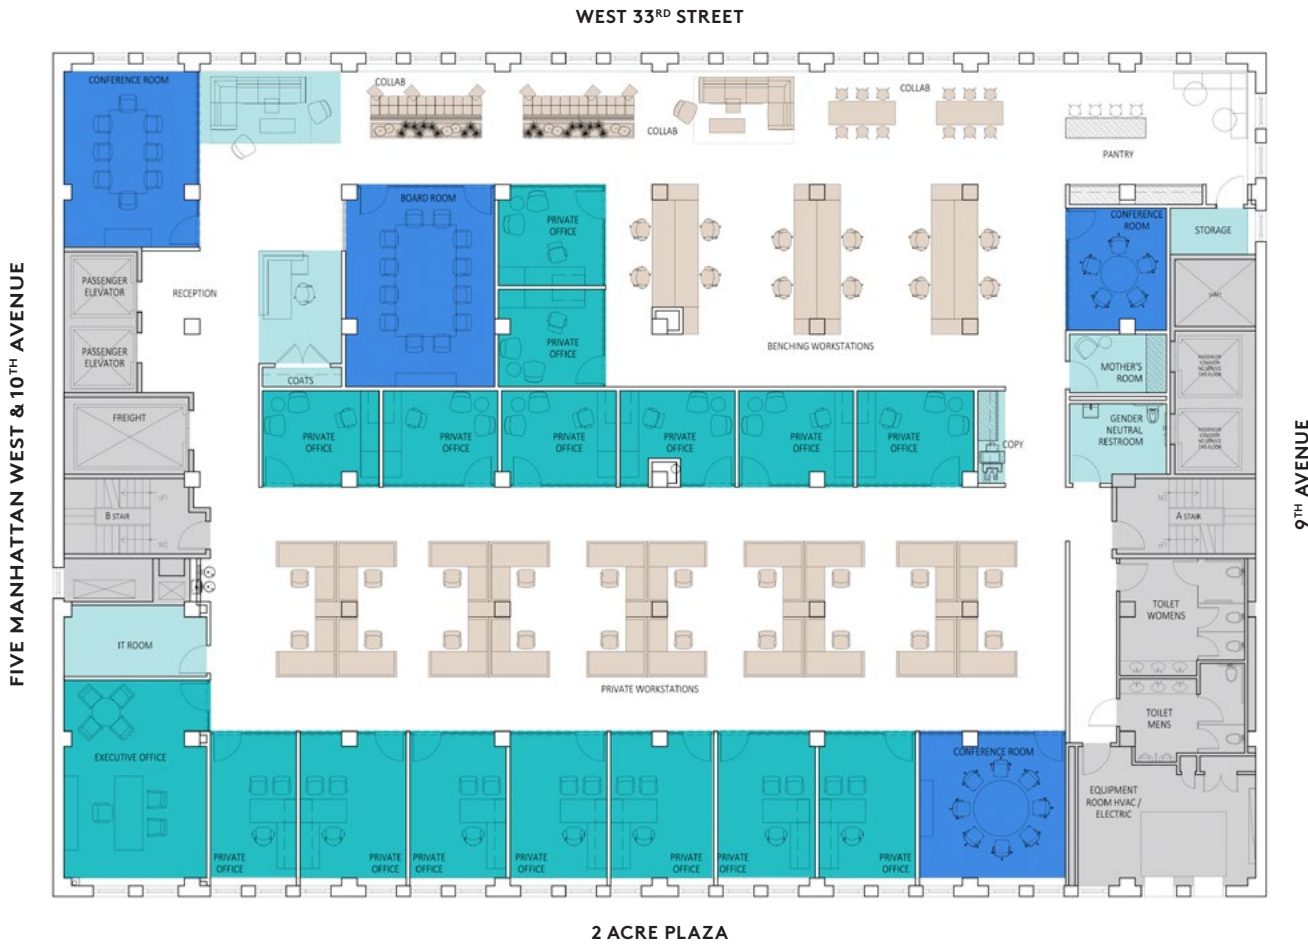 WEST 33RD STREET
CONFERENCE ROOM
COLLAB
COLLAB
COLLAB
PANTRY
BOARD ROOM
PRIVATE
OFFICE
CONFERENCE
ROOM
STORAGE
PASSENGER
ELEVATOR
RECEPTION
PRIVATE
OFFICE
BENCHING WORKSTATIONS
PASSENGER
ELEVATOR
COATS
MOTHER'S
ROOM
FREIGHT
PRIVATE
OFFICE
PRIVATE
OFFICE
PRIVATE
OFFICE
PRIVATE
OFFICE
PRIVATE
OFFICE
PRIVATE
OFFICE
COPY
GENDER
NEUTRAL
RESTROOM
B STAIR
DN
A STAIR
DN
FIVE MANHATTAN WEST & 10TH AVENUE
9TH AVENUE
IT ROOM
TOILET
WOMENS
PRIVATE WORKSTATIONS
TOILET
MENS
EXECUTIVE OFFICE
CONFERENCE ROOM
EQUIPMENT
ROOM HVAC /
ELECTRIC
PRIVATE
OFFICE
PRIVATE
OFFICE
PRIVATE
OFFICE
PRIVATE
OFFICE
PRIVATE
OFFICE
PRIVATE
OFFICE
PRIVATE
OFFICE
2 ACRE PLAZA